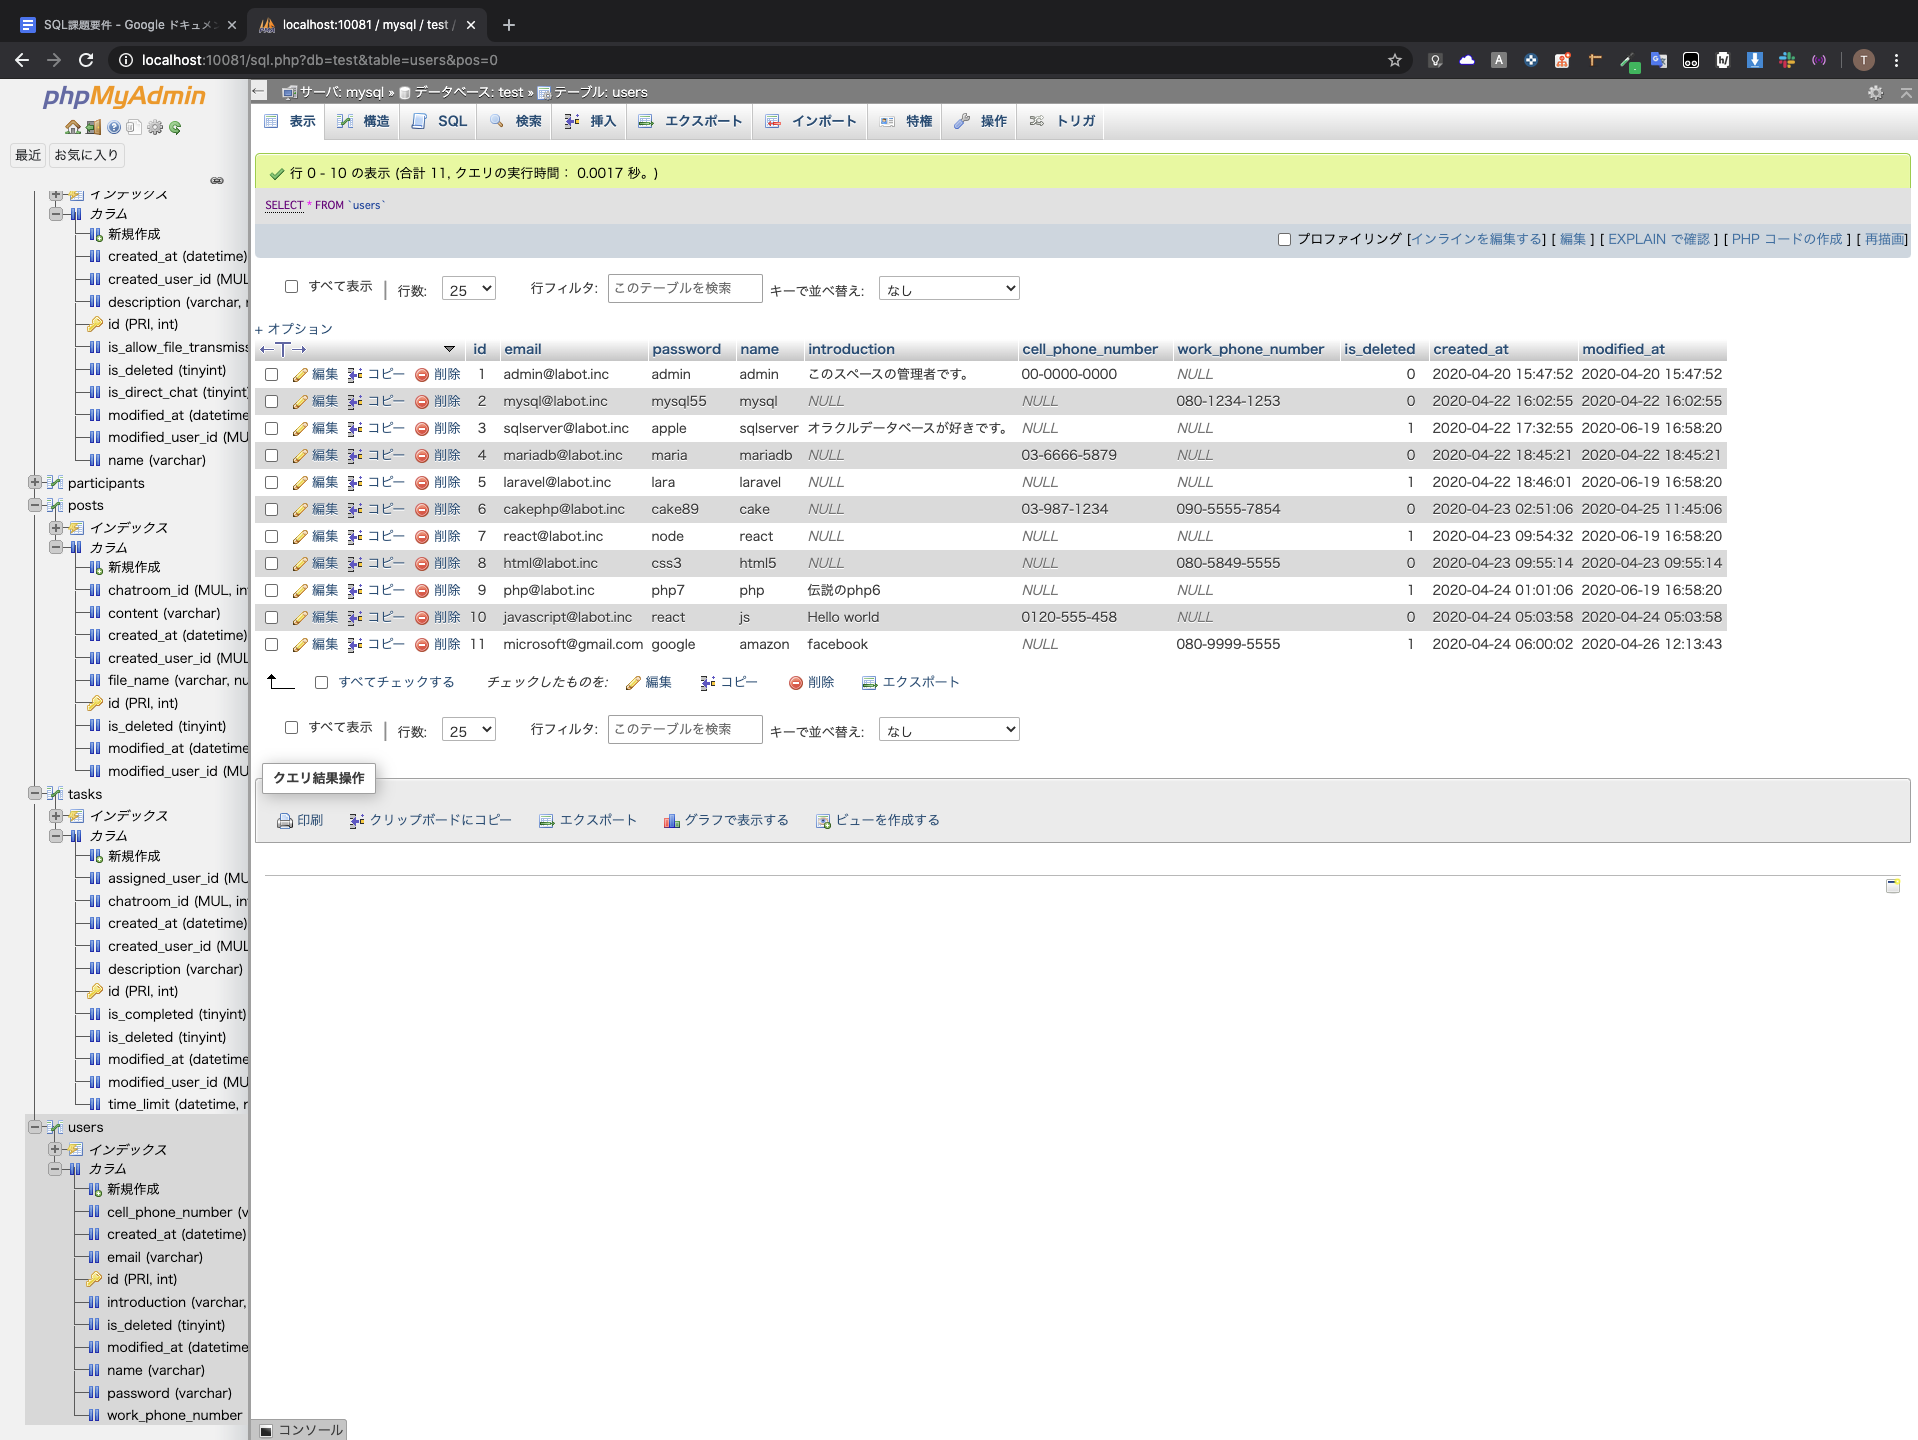 SQL課題要件 - Google ドキュメン
localhost:10081 / mysql / test /
localhost:10081/sql.php?db=test&table=users&pos=0
phpMyAdmin
最近 お気に入り
インデックス
カラム
新規作成
created_at (datetime)
created_user_id (MUL
description (varchar, n
id (PRI, int)
is_allow_file_transmiss
is_deleted (tinyint)
is_direct_chat (tinyint
modified_at (datetime
modified_user_id (MU
name (varchar)
participants
posts
インデックス
カラム
新規作成
chatroom_id (MUL, in
content (varchar)
created_at (datetime)
created_user_id (MUL
file_name (varchar, nu
id (PRI, int)
is_deleted (tinyint)
modified_at (datetime
modified_user_id (MU
tasks
インデックス
カラム
新規作成
assigned_user_id (MU
chatroom_id (MUL, in
created_at (datetime)
created_user_id (MUL
description (varchar)
id (PRI, int)
is_completed (tinyint)
is_deleted (tinyint)
modified_at (datetime
modified_user_id (MU
time_limit (datetime, n
users
インデックス
カラム
新規作成
cell_phone_number (v
created_at (datetime)
email (varchar)
id (PRI, int)
introduction (varchar,
is_deleted (tinyint)
modified_at (datetime
name (varchar)
password (varchar)
work_phone_number
サーバ: mysql » データベース: test » テーブル: users
表示 構造 SQL 検索 挿入 エクスポート インポート 特権 操作 トリガ
行 0 - 10 の表示 (合計 11, クエリの実行時間： 0.0017 秒。)
SELECT * FROM `users`
プロファイリング [インラインを編集する] [ 編集 ] [ EXPLAIN で確認 ] [ PHP コードの作成 ] [ 再描画]
すべて表示 | 行数: 25 行フィルタ: このテーブルを検索 キーで並べ替え: なし
+ オプション
←T→ id email password name introduction cell_phone_number work_phone_number is_deleted created_at modified_at
編集 コピー 削除 1 admin@labot.inc admin admin このスペースの管理者です。 00-0000-0000 NULL 0 2020-04-20 15:47:52 2020-04-20 15:47:52
編集 コピー 削除 2 mysql@labot.inc mysql55 mysql NULL NULL 080-1234-1253 0 2020-04-22 16:02:55 2020-04-22 16:02:55
編集 コピー 削除 3 sqlserver@labot.inc apple sqlserver オラクルデータベースが好きです。 NULL NULL 1 2020-04-22 17:32:55 2020-06-19 16:58:20
編集 コピー 削除 4 mariadb@labot.inc maria mariadb NULL 03-6666-5879 NULL 0 2020-04-22 18:45:21 2020-04-22 18:45:21
編集 コピー 削除 5 laravel@labot.inc lara laravel NULL NULL NULL 1 2020-04-22 18:46:01 2020-06-19 16:58:20
編集 コピー 削除 6 cakephp@labot.inc cake89 cake NULL 03-987-1234 090-5555-7854 0 2020-04-23 02:51:06 2020-04-25 11:45:06
編集 コピー 削除 7 react@labot.inc node react NULL NULL NULL 1 2020-04-23 09:54:32 2020-06-19 16:58:20
編集 コピー 削除 8 html@labot.inc css3 html5 NULL NULL 080-5849-5555 0 2020-04-23 09:55:14 2020-04-23 09:55:14
編集 コピー 削除 9 php@labot.inc php7 php 伝説のphp6 NULL NULL 1 2020-04-24 01:01:06 2020-06-19 16:58:20
編集 コピー 削除 10 javascript@labot.inc react js Hello world 0120-555-458 NULL 0 2020-04-24 05:03:58 2020-04-24 05:03:58
編集 コピー 削除 11 microsoft@gmail.com google amazon facebook NULL 080-9999-5555 1 2020-04-24 06:00:02 2020-04-26 12:13:43
すべてチェックする チェックしたものを: 編集 コピー 削除 エクスポート
すべて表示 | 行数: 25 行フィルタ: このテーブルを検索 キーで並べ替え: なし
クエリ結果操作
印刷 クリップボードにコピー エクスポート グラフで表示する ビューを作成する
コンソール